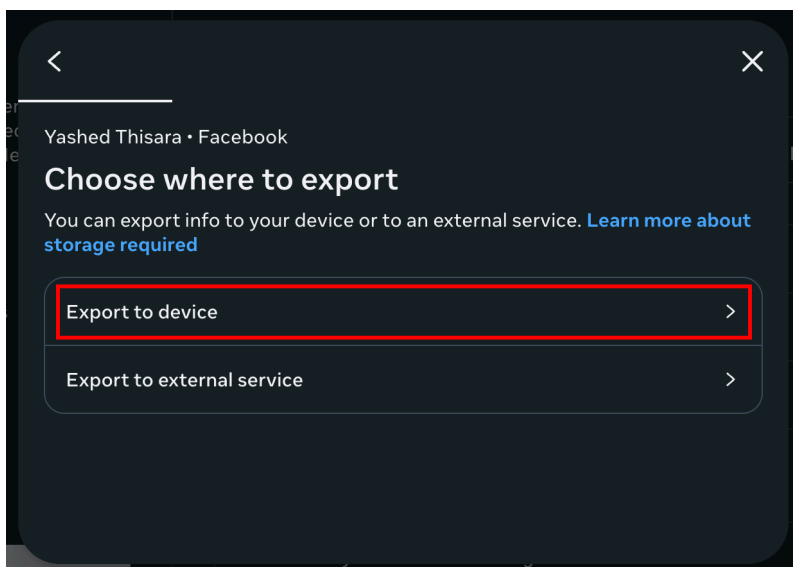 Yashed Thisara • Facebook
Choose where to export
You can export info to your device or to an external service. Learn more about
storage required
Export to device
Export to external service